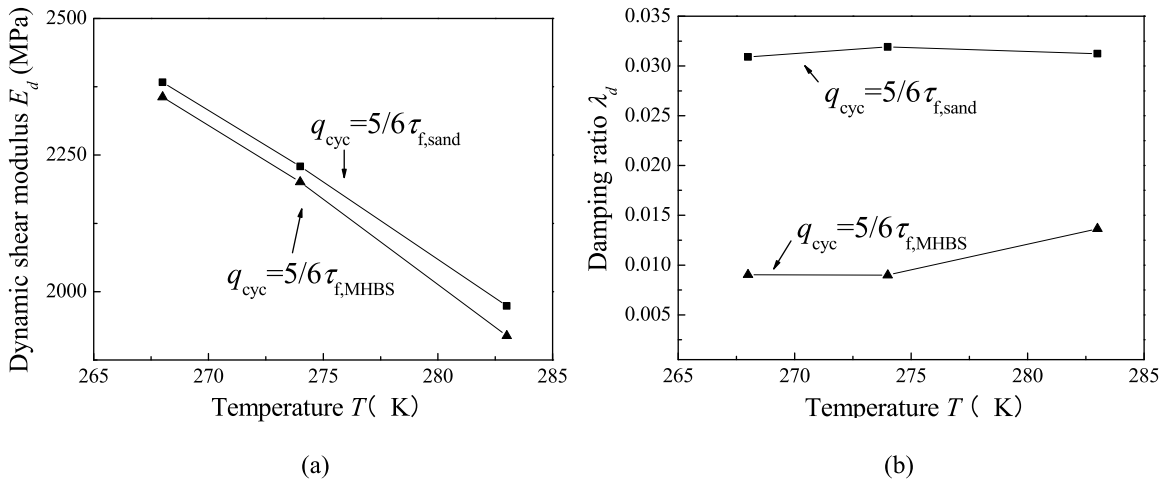 2500
2250
2000
265
270
275
280
285
Dynamic shear modulus E_d (MPa)
Temperature T( K)
q_cyc=5/6τ_f,sand
q_cyc=5/6τ_f,MHBS
(a)
0.035
0.030
0.025
0.020
0.015
0.010
0.005
265
270
275
280
285
Damping ratio λ_d
Temperature T( K)
q_cyc=5/6τ_f,sand
q_cyc=5/6τ_f,MHBS
(b)